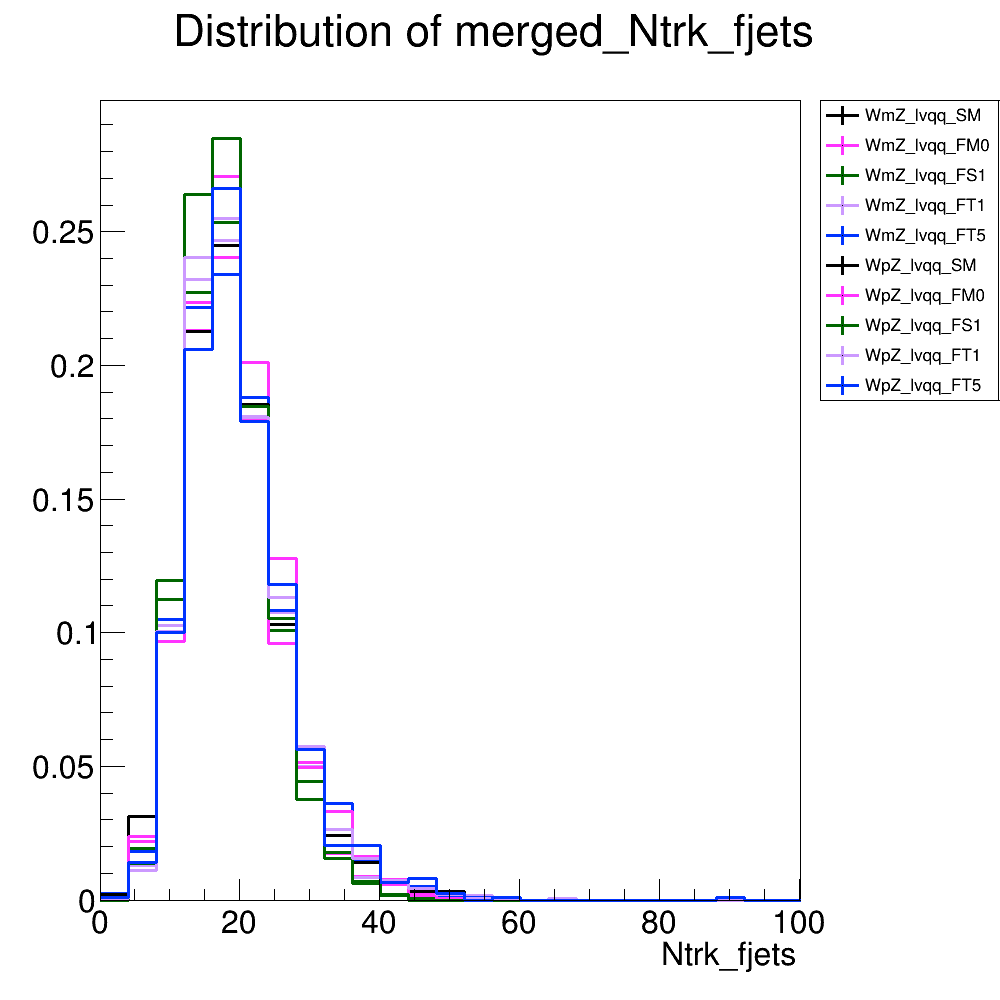 Distribution of merged_Ntrk_fjets
WmZ_lvqq_SM
WmZ_lvqq_FM0
WmZ_lvqq_FS1
WmZ_lvqq_FT1
WmZ_lvqq_FT5
WpZ_lvqq_SM
WpZ_lvqq_FM0
WpZ_lvqq_FS1
WpZ_lvqq_FT1
WpZ_lvqq_FT5
0.25
0.2
0.15
0.1
0.05
0
0 20 40 60 80 100
Ntrk_fjets